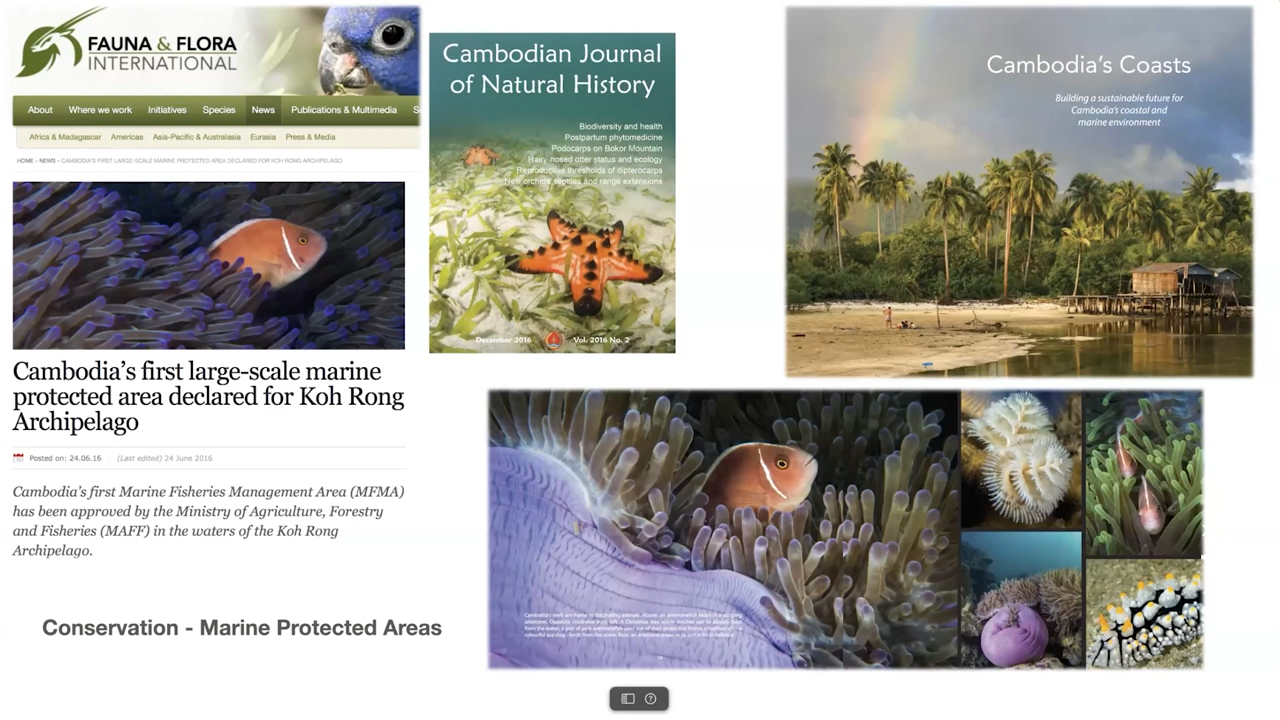 FAUNA & FLORA
INTERNATIONAL
About Where we work Initiatives Species News Publications & Multimedia
Africa & Madagascar Americas Asia-Pacific & Australasia Eurasia Press & Media
HOME » NEWS » CAMBODIA'S FIRST LARGE-SCALE MARINE PROTECTED AREA DECLARED FOR KOH RONG ARCHIPELAGO
Cambodia's first large-scale marine
protected area declared for Koh Rong
Archipelago
Posted on: 24.06.16 (Last edited) 24 June 2016
Cambodia's first Marine Fisheries Management Area (MFMA)
has been approved by the Ministry of Agriculture, Forestry
and Fisheries (MAFF) in the waters of the Koh Rong
Archipelago.
Conservation - Marine Protected Areas
Cambodian Journal
of Natural History
Biodiversity and health
Postpartum phytomedicine
Podocarps on Bokor Mountain
Hairy-nosed otter status and ecology
Reproductive thresholds of dipterocarps
New orchids, reptiles and range extensions
December 2016 Vol. 2016 No. 2
Cambodia's Coasts
Building a sustainable future for
Cambodia's coastal and
marine environment